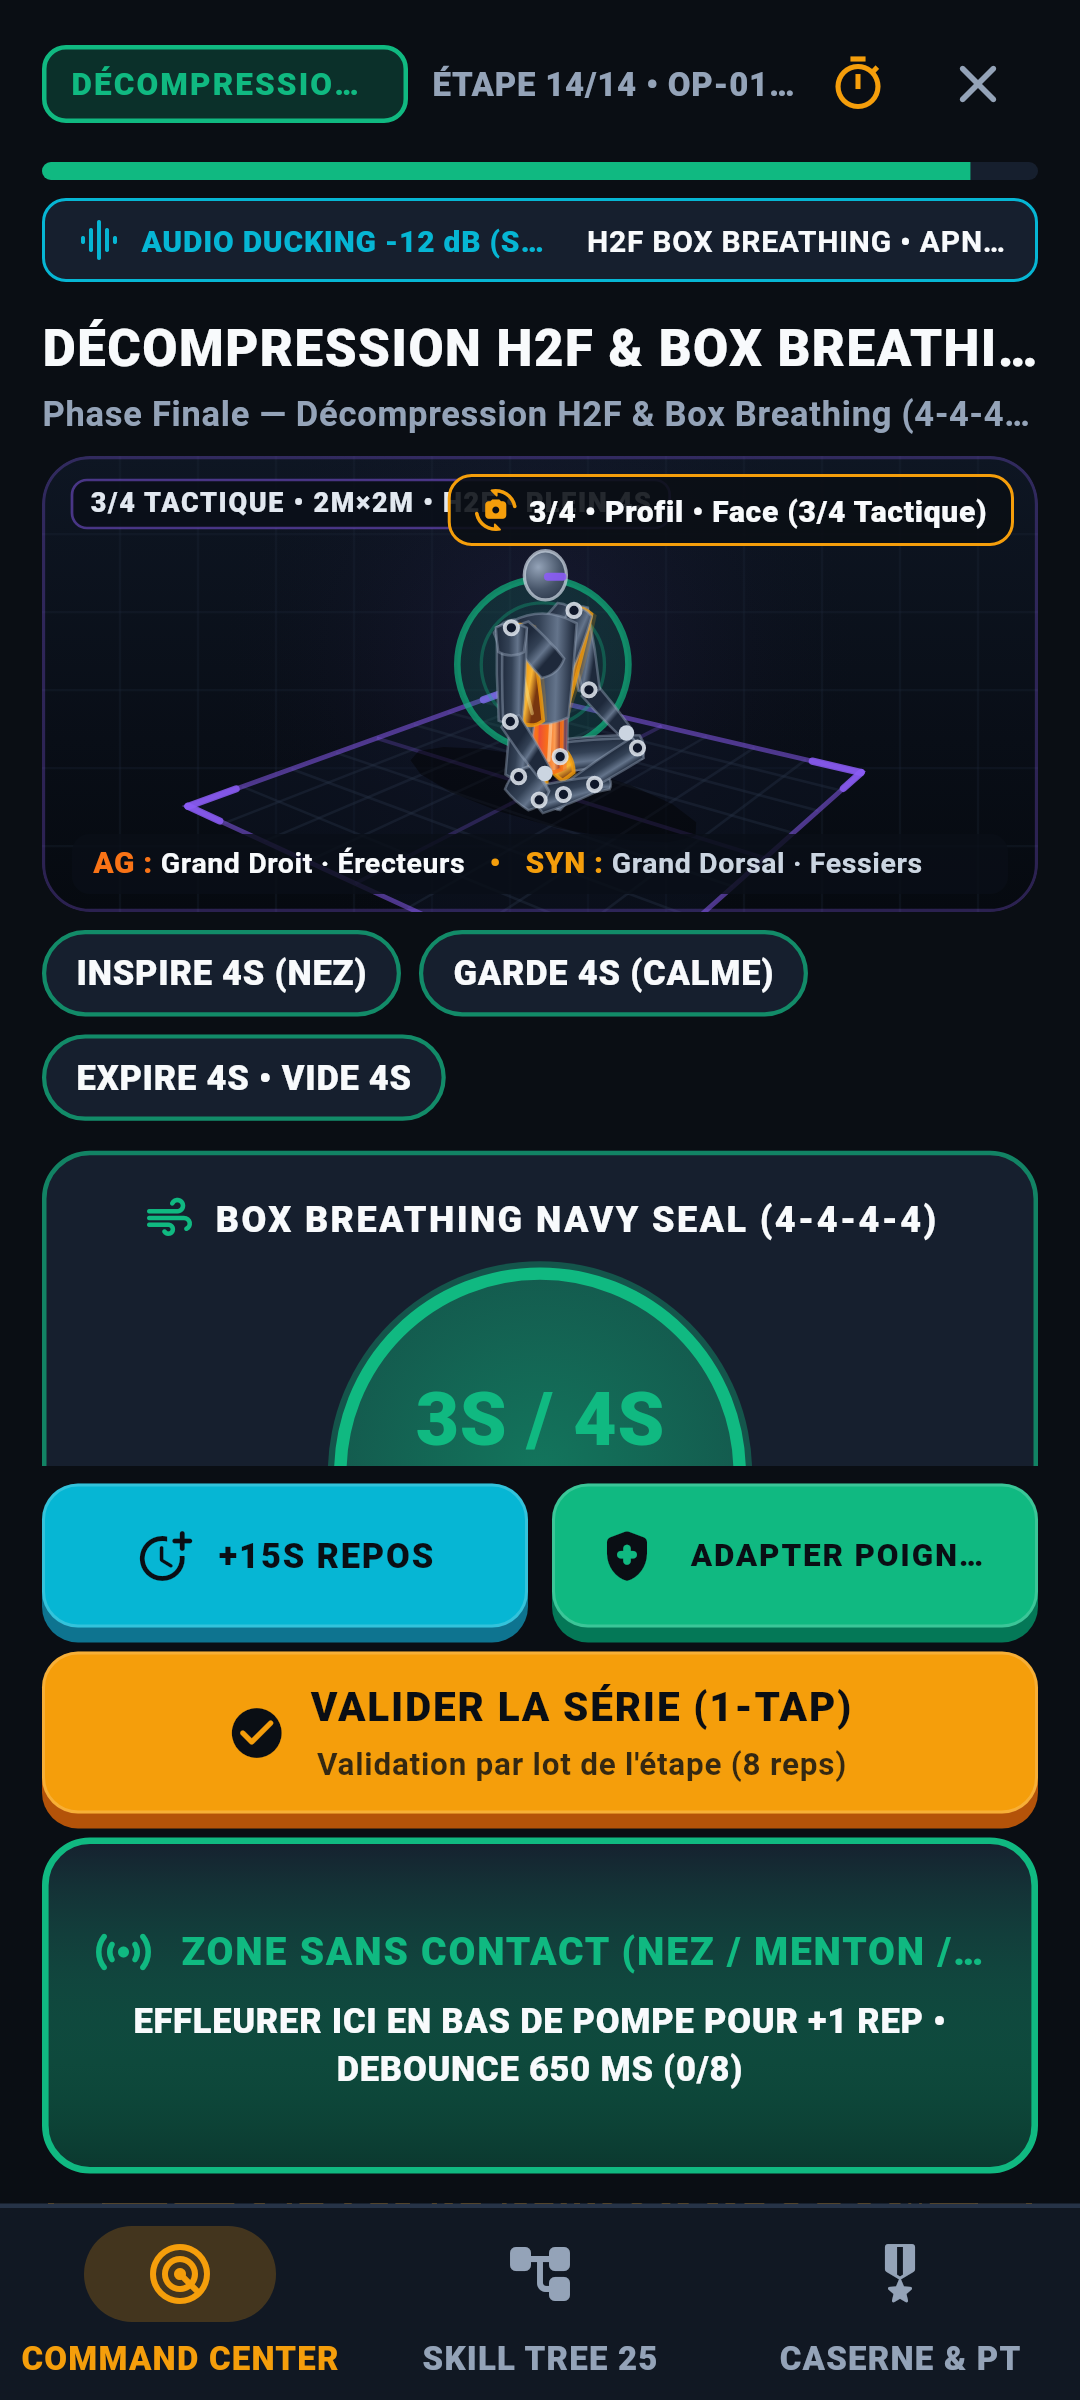 DÉCOMPRESSIO…
ÉTAPE 14/14 • OP-01…
AUDIO DUCKING -12 dB (S…
H2F BOX BREATHING • APN…
DÉCOMPRESSION H2F & BOX BREATHI…
Phase Finale — Décompression H2F & Box Breathing (4-4-4…
3/4 TACTIQUE • 2M×2M •
3/4 • Profil • Face (3/4 Tactique)
AG : Grand Droit · Érecteurs • SYN : Grand Dorsal · Fessiers
INSPIRE 4S (NEZ)
GARDE 4S (CALME)
EXPIRE 4S • VIDE 4S
BOX BREATHING NAVY SEAL (4-4-4-4)
3S / 4S
+15S REPOS
ADAPTER POIGN…
VALIDER LA SÉRIE (1-TAP)
Validation par lot de l'étape (8 reps)
ZONE SANS CONTACT (NEZ / MENTON /…
EFFLEURER ICI EN BAS DE POMPE POUR +1 REP •
DEBOUNCE 650 MS (0/8)
COMMAND CENTER
SKILL TREE 25
CASERNE & PT